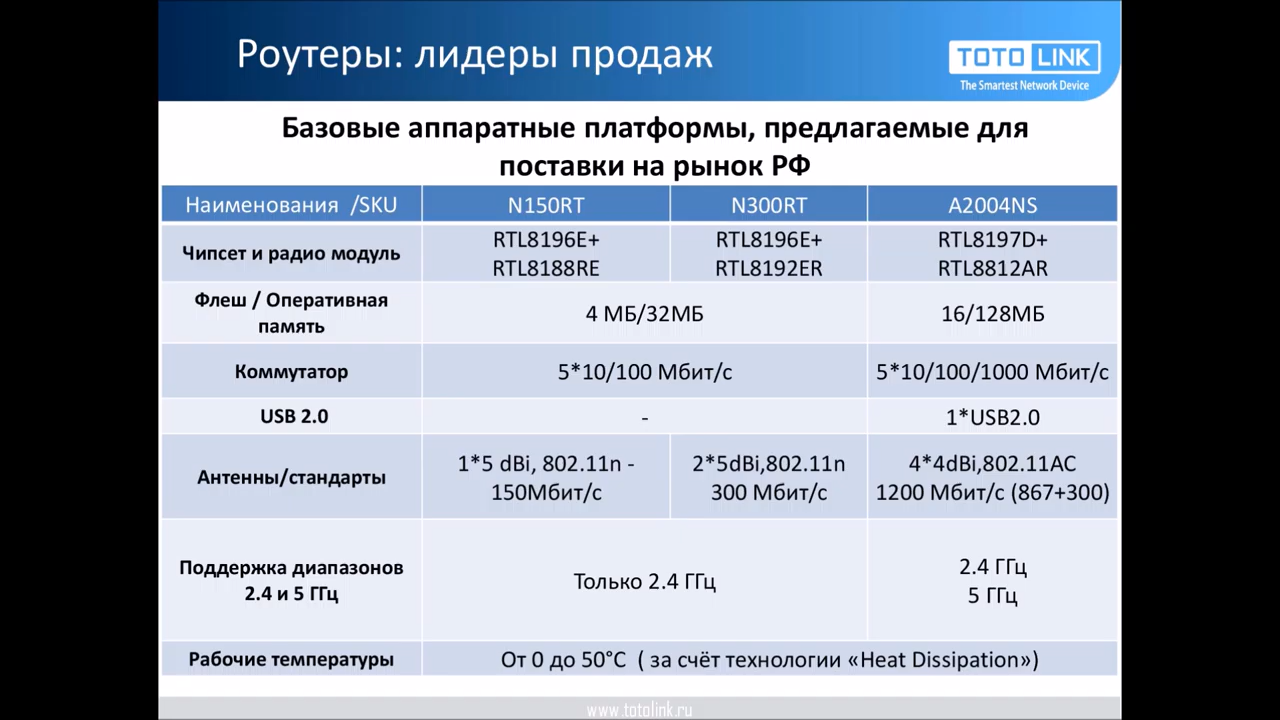 Роутеры: лидеры продаж
TOTO LINK
The Smartest Network Device
Базовые аппаратные платформы, предлагаемые для
поставки на рынок РФ
Наименования /SKU N150RT N300RT A2004NS
Чипсет и радио модуль
RTL8196E+
RTL8188RE
RTL8196E+
RTL8192ER
RTL8197D+
RTL8812AR
Флеш / Оперативная
память
4 МБ/32МБ
16/128МБ
Коммутатор
5*10/100 Мбит/с
5*10/100/1000 Мбит/с
USB 2.0
-
1*USB2.0
Антенны/стандарты
1*5 dBi, 802.11n -
150Мбит/с
2*5dBi,802.11n
300 Мбит/с
4*4dBi,802.11AC
1200 Мбит/с (867+300)
Поддержка диапазонов
2.4 и 5 ГГц
Только 2.4 ГГц
2.4 ГГц
5 ГГц
Рабочие температуры
От 0 до 50°С ( за счёт технологии «Heat Dissipation»)
www.totolink.ru